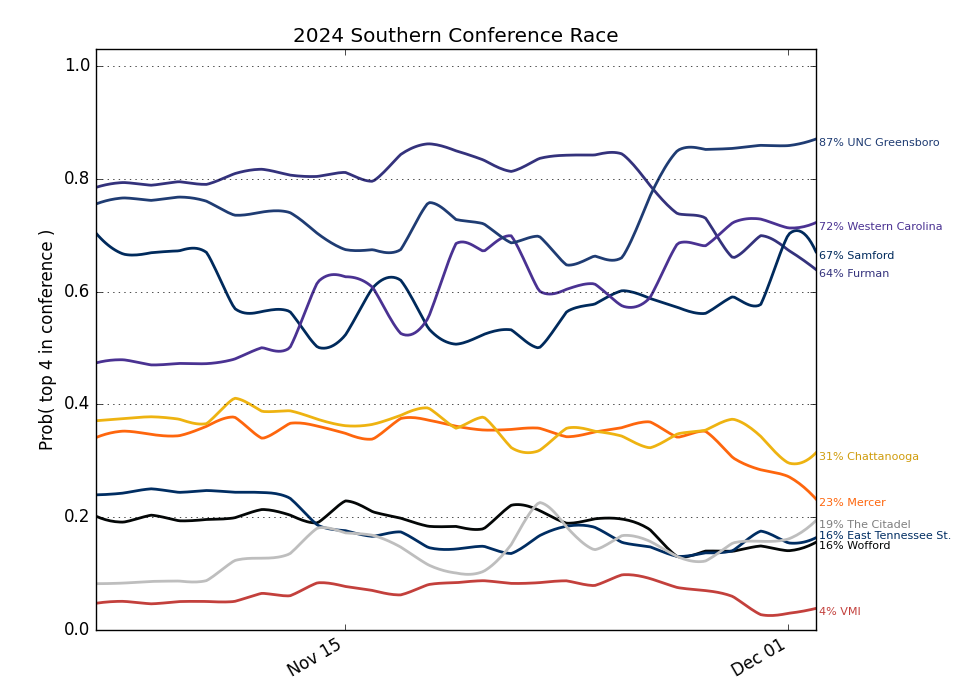 2024 Southern Conference Race
Prob( top 4 in conference )
1.0
0.8
0.6
0.4
0.2
0.0
Nov 15
Dec 01
87% UNC Greensboro
72% Western Carolina
67% Samford
64% Furman
31% Chattanooga
23% Mercer
19% The Citadel
16% East Tennessee St.
16% Wofford
4% VMI